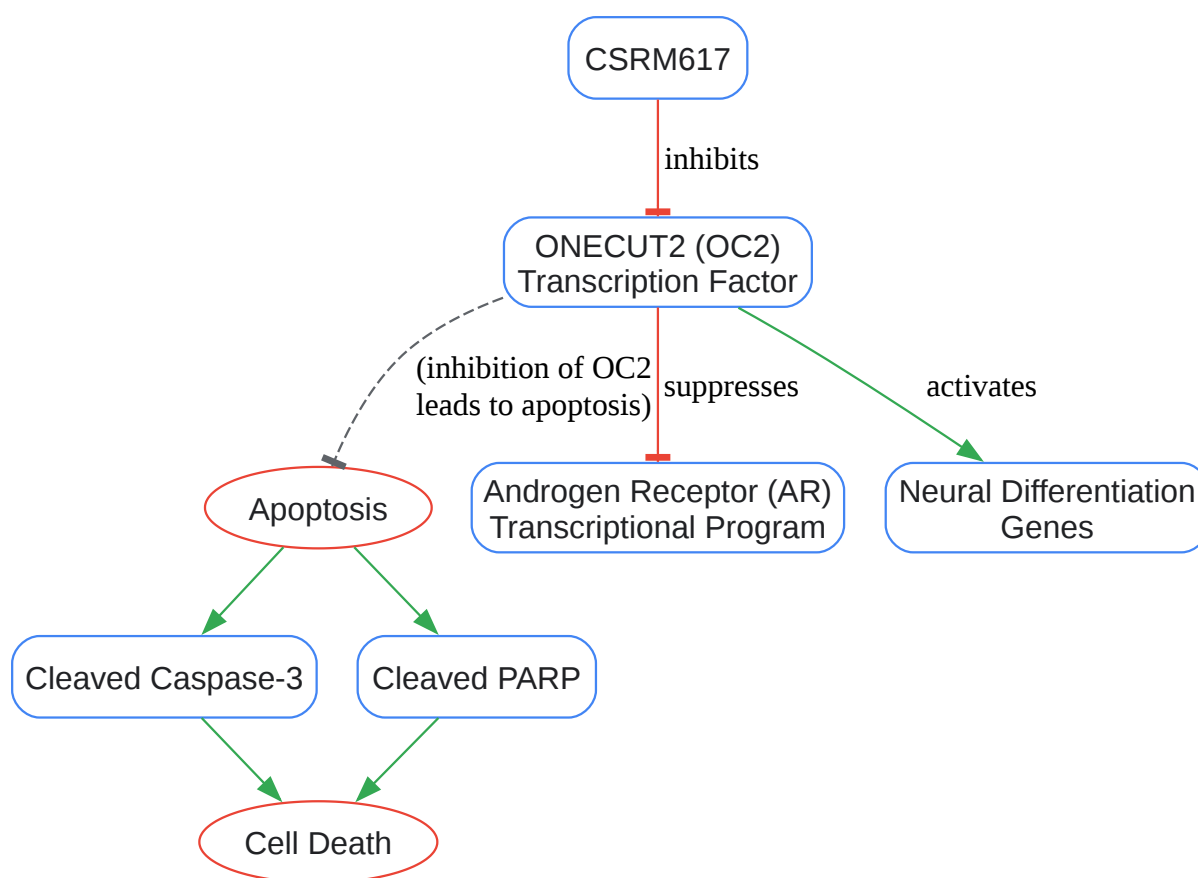 CSRM617
inhibits
ONECUT2 (OC2)
Transcription Factor
(inhibition of OC2
leads to apoptosis)
suppresses
activates
Apoptosis
Androgen Receptor (AR)
Transcriptional Program
Neural Differentiation
Genes
Cleaved Caspase-3
Cleaved PARP
Cell Death